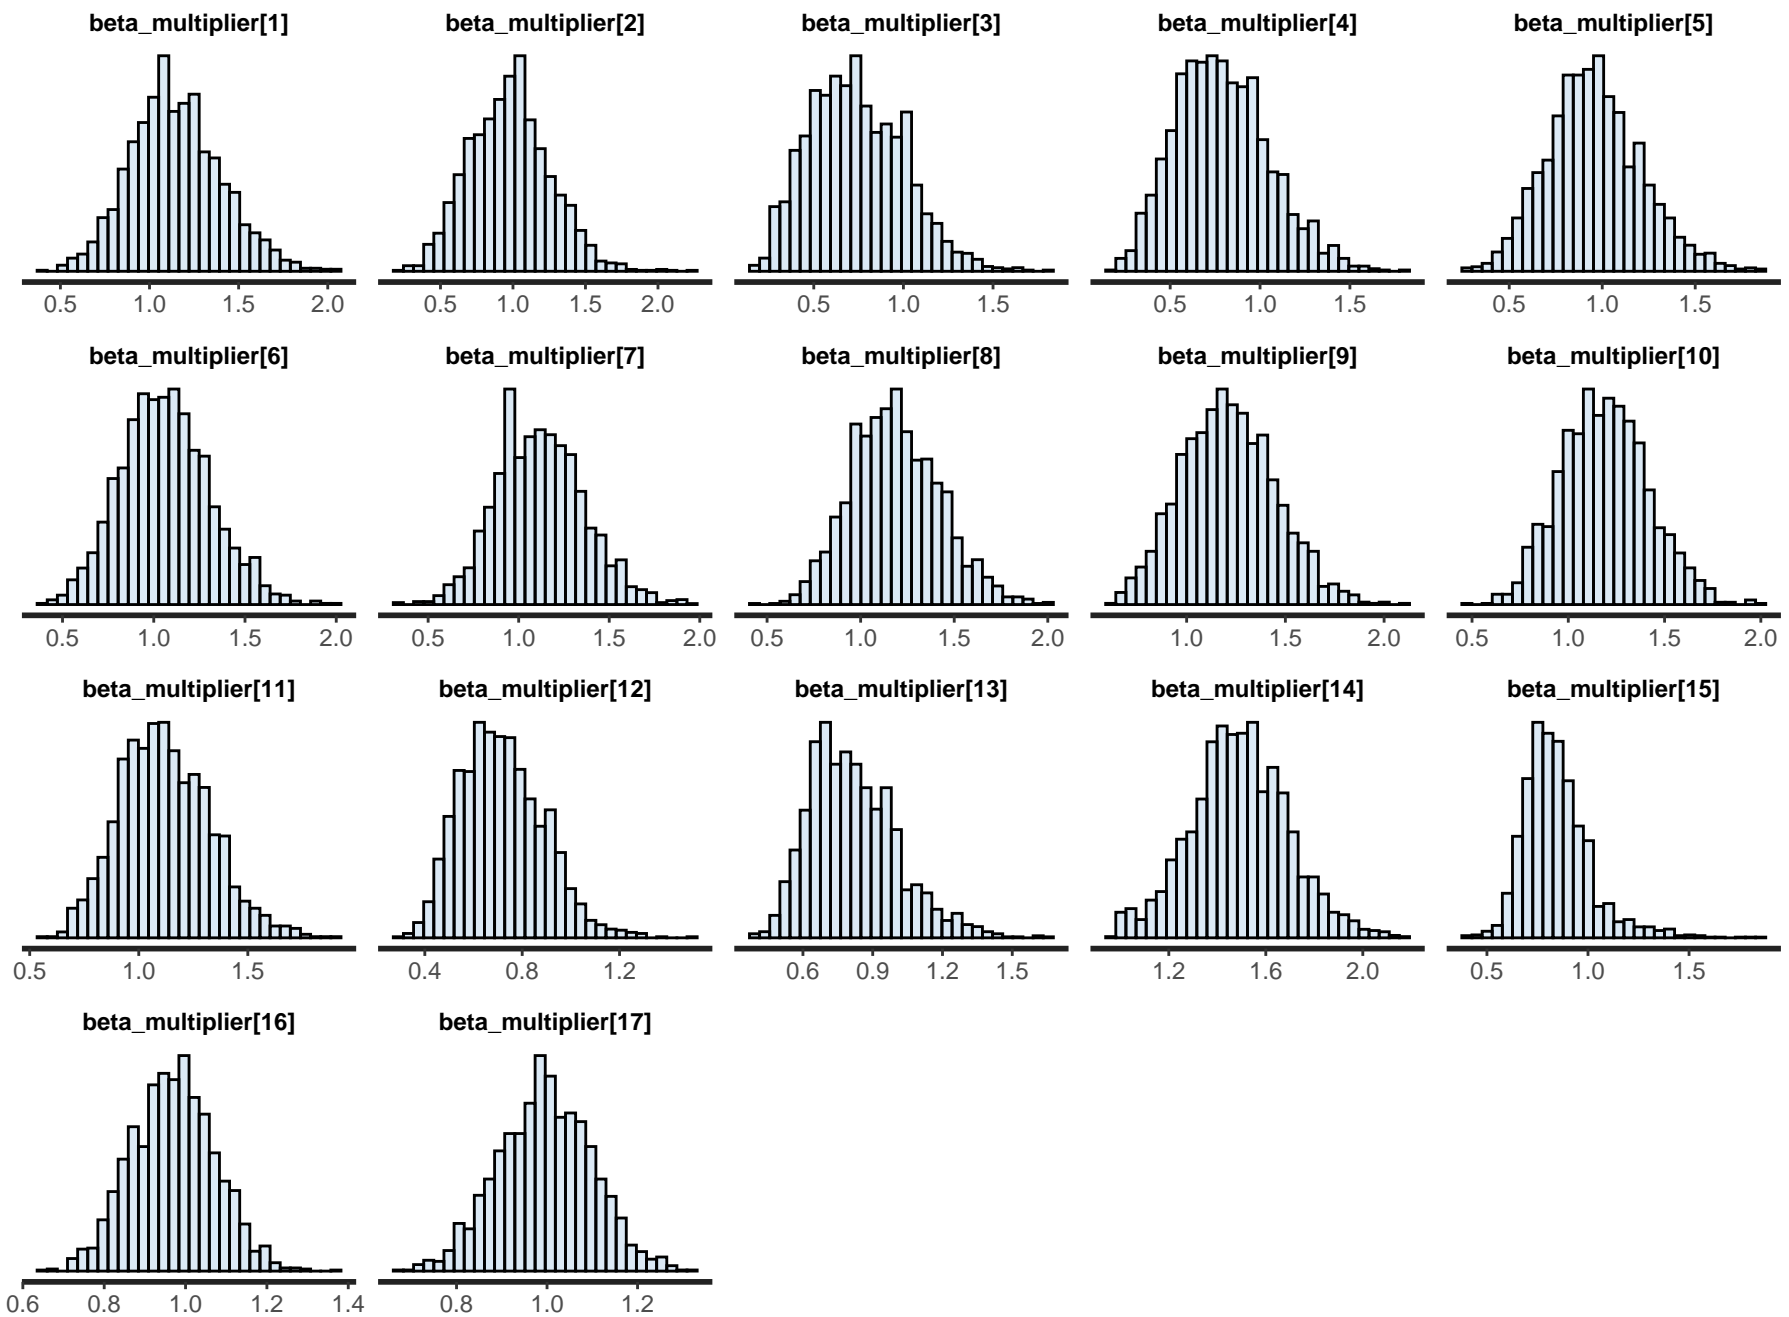 beta_multiplier[1] beta_multiplier[2] beta_multiplier[3] beta_multiplier[4] beta_multiplier[5]
0.5 1.0 1.5 2.0 0.5 1.0 1.5 2.0 0.5 1.0 1.5 0.5 1.0 1.5 0.5 1.0 1.5
beta_multiplier[6] beta_multiplier[7] beta_multiplier[8] beta_multiplier[9] beta_multiplier[10]
0.5 1.0 1.5 2.0 0.5 1.0 1.5 2.0 0.5 1.0 1.5 2.0 1.0 1.5 2.0 0.5 1.0 1.5 2.0
beta_multiplier[11] beta_multiplier[12] beta_multiplier[13] beta_multiplier[14] beta_multiplier[15]
0.5 1.0 1.5 0.4 0.8 1.2 0.6 0.9 1.2 1.5 1.2 1.6 2.0 0.5 1.0 1.5
beta_multiplier[16] beta_multiplier[17]
0.6 0.8 1.0 1.2 1.4 0.8 1.0 1.2